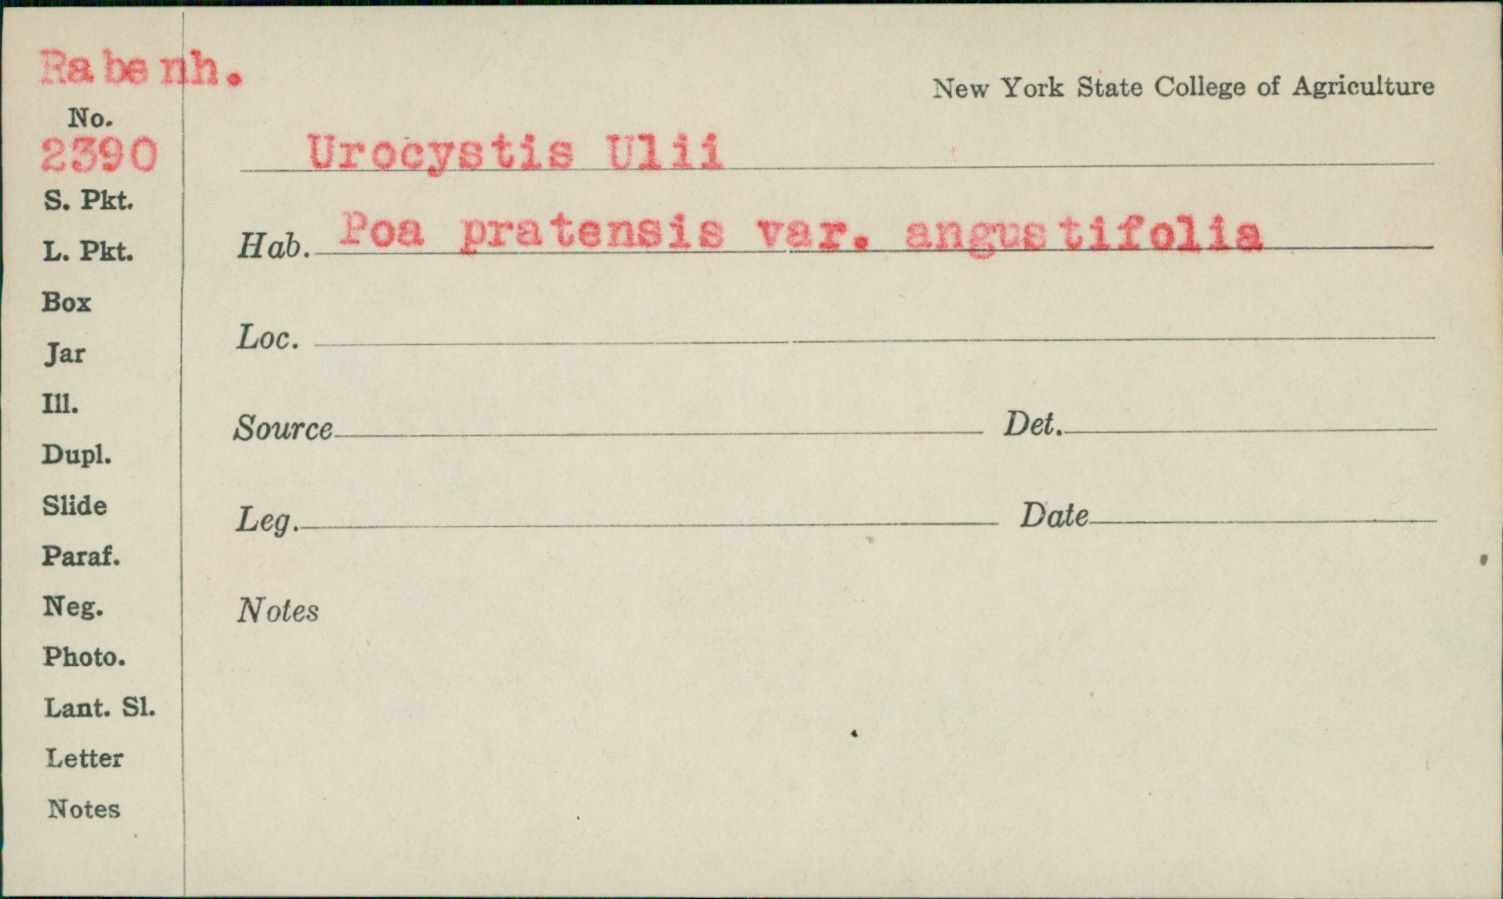 Rabenh.
New York State College of Agriculture
No.
2390
Urocystis Ulii
S. Pkt.
Hab. Poa pratensis var. angustifolia
L. Pkt.
Box
Loc.
Jar
Ill.
Source Det.
Dupl.
Slide
Leg. Date
Paraf.
Neg.
Notes
Photo.
Lant. Sl.
Letter
Notes